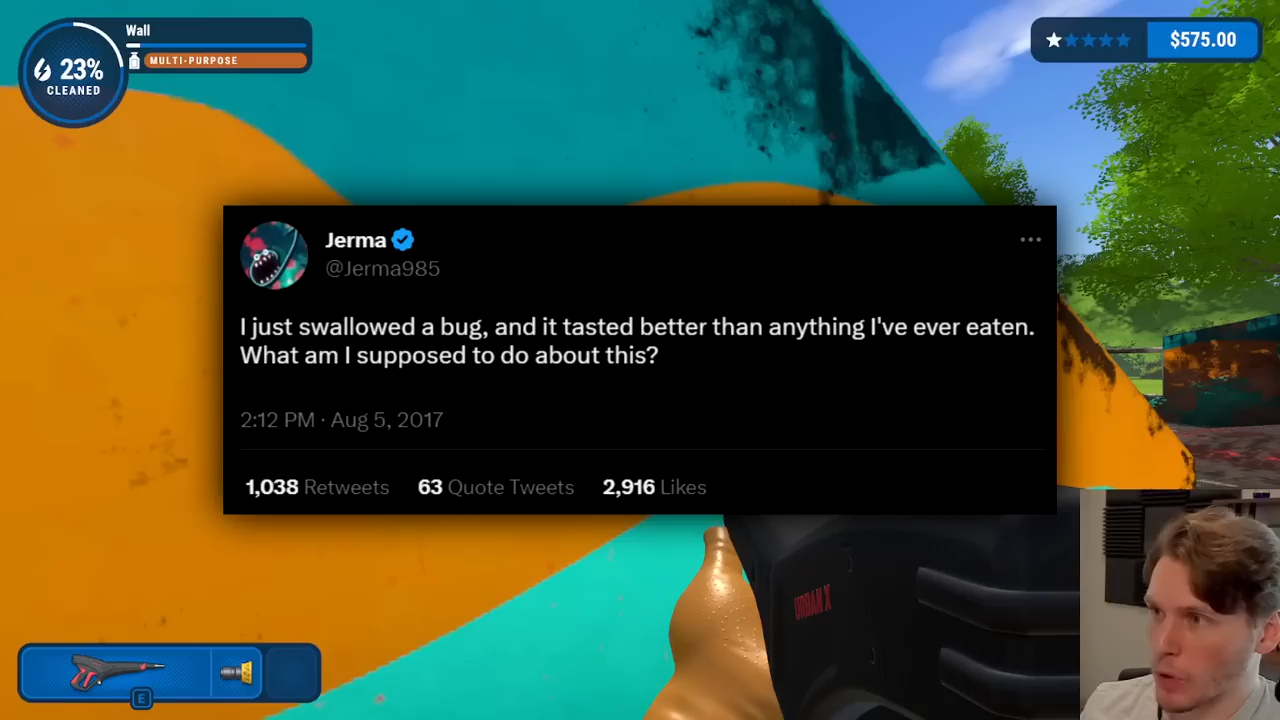 Wall
MULTI-PURPOSE
23%
CLEANED
$575.00
Jerma
@Jerma985
I just swallowed a bug, and it tasted better than anything I've ever eaten.
What am I supposed to do about this?
2:12 PM · Aug 5, 2017
1,038 Retweets 63 Quote Tweets 2,916 Likes
URBAN X
E